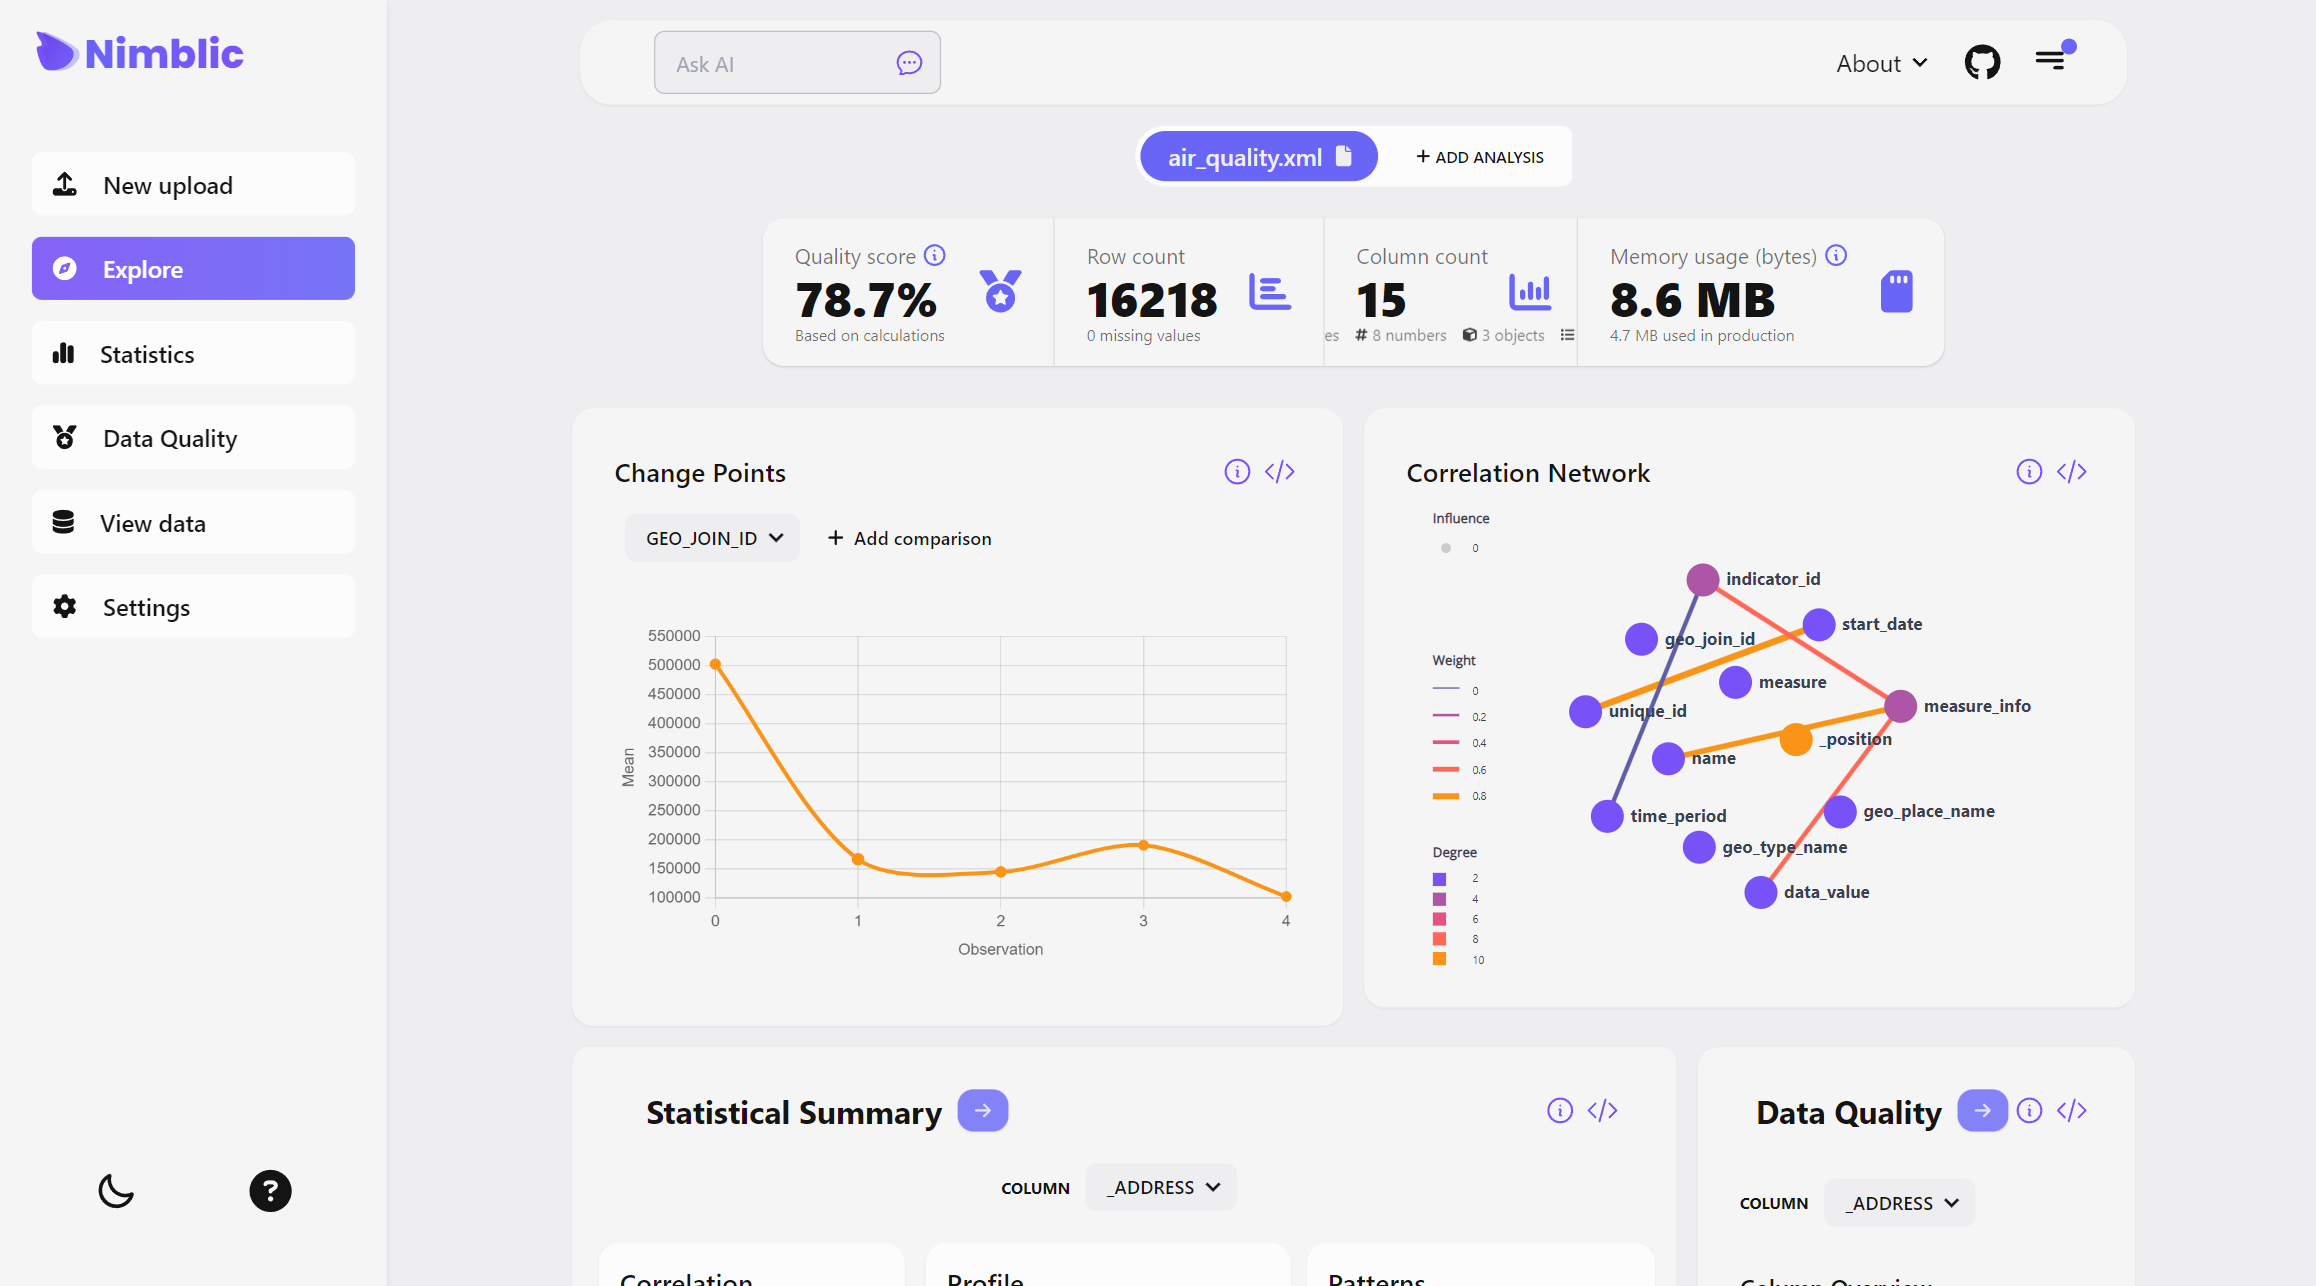 Nimblic
New upload
Explore
Statistics
Data Quality
View data
Settings
?
Ask AI
About
air_quality.xml
+ ADD ANALYSIS
Quality score
78.7%
Based on calculations
Row count
16218
0 missing values
Column count
15
es # 8 numbers 3 objects
Memory usage (bytes)
8.6 MB
4.7 MB used in production
Change Points
GEO_JOIN_ID
+ Add comparison
550000
500000
450000
400000
350000
300000
250000
200000
150000
100000
Mean
0 1 2 3 4
Observation
Correlation Network
Influence
0
Weight
0
0.2
0.4
0.6
0.8
Degree
2
4
6
8
10
indicator_id
start_date
geo_join_id
measure
measure_info
unique_id
_position
name
geo_place_name
time_period
geo_type_name
data_value
Statistical Summary
COLUMN _ADDRESS
Correlation
Profile
Patterns
Data Quality
COLUMN _ADDRESS
Column Overview